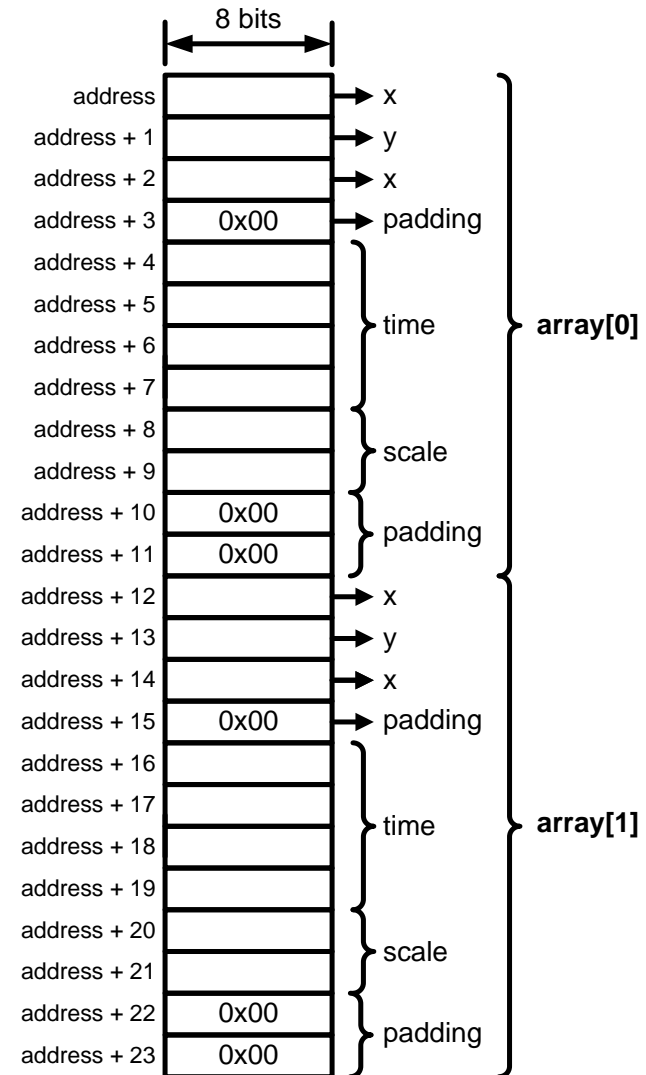 8 bits
address x
address + 1 y
address + 2 x
address + 3 0x00 padding
address + 4
address + 5
address + 6 time array[0]
address + 7
address + 8
address + 9 scale
address + 10 0x00
address + 11 0x00 padding
address + 12 x
address + 13 y
address + 14 x
address + 15 0x00 padding
address + 16
address + 17
address + 18 time array[1]
address + 19
address + 20
address + 21 scale
address + 22 0x00
address + 23 0x00 padding